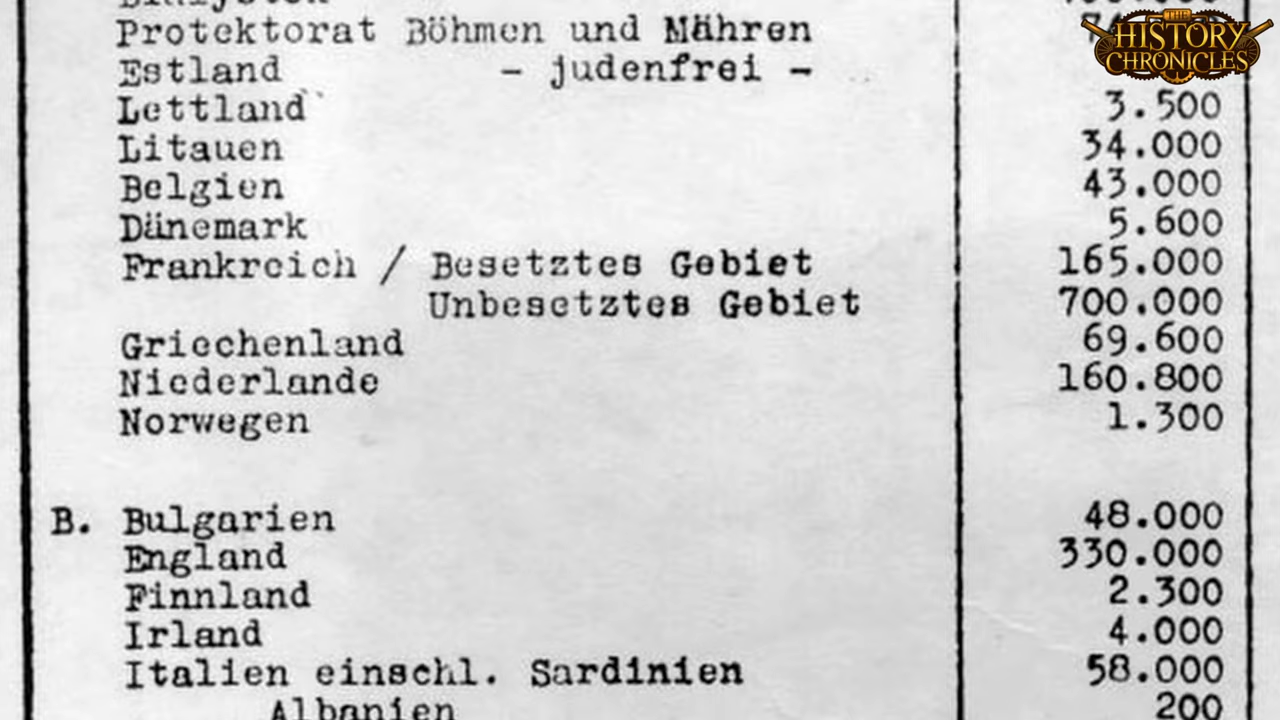 Protektorat Böhmen und Mähren
Estland - judenfrei -
Lettland 3.500
Litauen 34.000
Belgien 43.000
Dänemark 5.600
Frankreich / Besetztes Gebiet 165.000
Unbesetztes Gebiet 700.000
Griechenland 69.600
Niederlande 160.800
Norwegen 1.300
B. Bulgarien 48.000
England 330.000
Finnland 2.300
Irland 4.000
Italien einschl. Sardinien 58.000
Albanien 200
THE
HISTORY
CHRONICLES